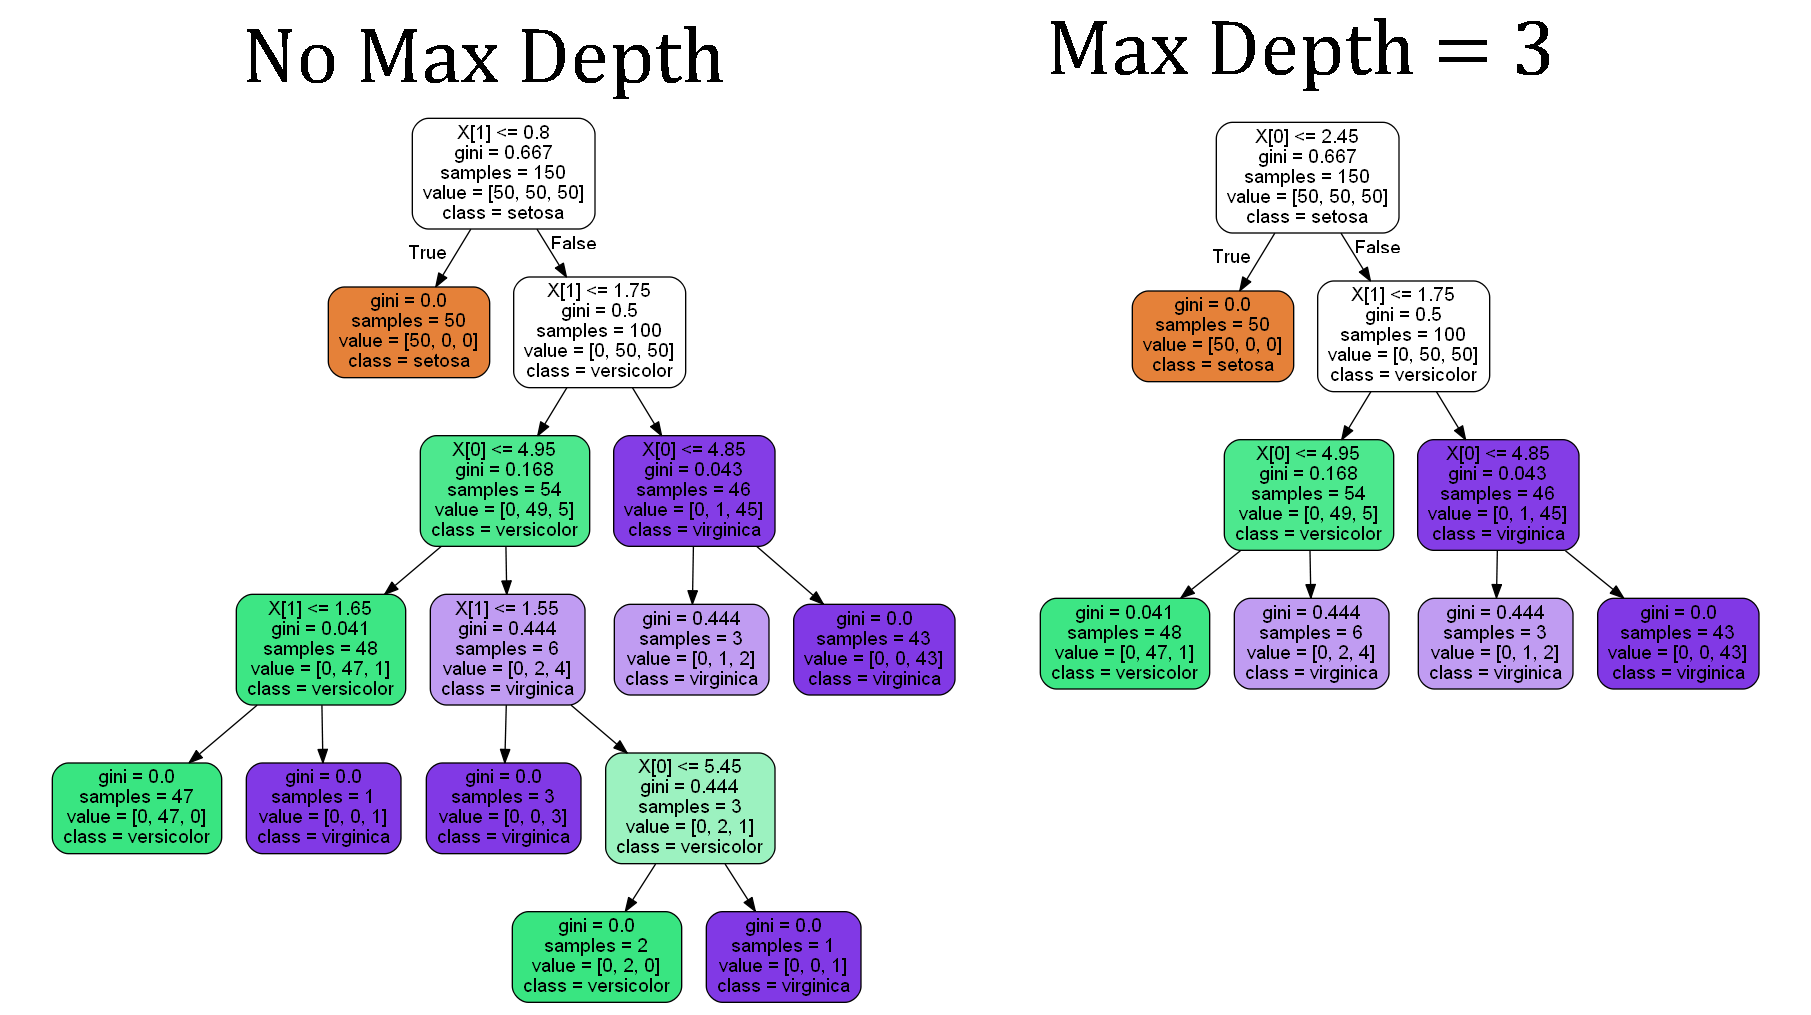 No Max Depth
X[1] <= 0.8
gini = 0.667
samples = 150
value = [50, 50, 50]
class = setosa
True
False
gini = 0.0
samples = 50
value = [50, 0, 0]
class = setosa
X[1] <= 1.75
gini = 0.5
samples = 100
value = [0, 50, 50]
class = versicolor
X[0] <= 4.95
gini = 0.168
samples = 54
value = [0, 49, 5]
class = versicolor
X[0] <= 4.85
gini = 0.043
samples = 46
value = [0, 1, 45]
class = virginica
X[1] <= 1.65
gini = 0.041
samples = 48
value = [0, 47, 1]
class = versicolor
X[1] <= 1.55
gini = 0.444
samples = 6
value = [0, 2, 4]
class = virginica
gini = 0.444
samples = 3
value = [0, 1, 2]
class = virginica
gini = 0.0
samples = 43
value = [0, 0, 43]
class = virginica
gini = 0.0
samples = 47
value = [0, 47, 0]
class = versicolor
gini = 0.0
samples = 1
value = [0, 0, 1]
class = virginica
gini = 0.0
samples = 3
value = [0, 0, 3]
class = virginica
X[0] <= 5.45
gini = 0.444
samples = 3
value = [0, 2, 1]
class = versicolor
gini = 0.0
samples = 2
value = [0, 2, 0]
class = versicolor
gini = 0.0
samples = 1
value = [0, 0, 1]
class = virginica
Max Depth = 3
X[0] <= 2.45
gini = 0.667
samples = 150
value = [50, 50, 50]
class = setosa
True
False
gini = 0.0
samples = 50
value = [50, 0, 0]
class = setosa
X[1] <= 1.75
gini = 0.5
samples = 100
value = [0, 50, 50]
class = versicolor
X[0] <= 4.95
gini = 0.168
samples = 54
value = [0, 49, 5]
class = versicolor
X[0] <= 4.85
gini = 0.043
samples = 46
value = [0, 1, 45]
class = virginica
gini = 0.041
samples = 48
value = [0, 47, 1]
class = versicolor
gini = 0.444
samples = 6
value = [0, 2, 4]
class = virginica
gini = 0.444
samples = 3
value = [0, 1, 2]
class = virginica
gini = 0.0
samples = 43
value = [0, 0, 43]
class = virginica